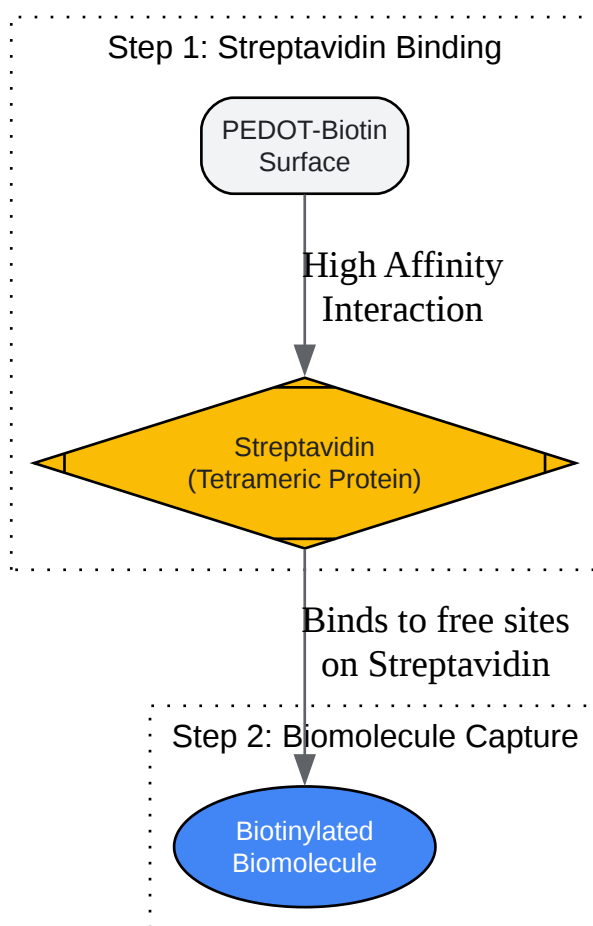 Step 1: Streptavidin Binding
PEDOT-Biotin
Surface
High Affinity
Interaction
Streptavidin
(Tetrameric Protein)
Binds to free sites
on Streptavidin
Step 2: Biomolecule Capture
Biotinylated
Biomolecule